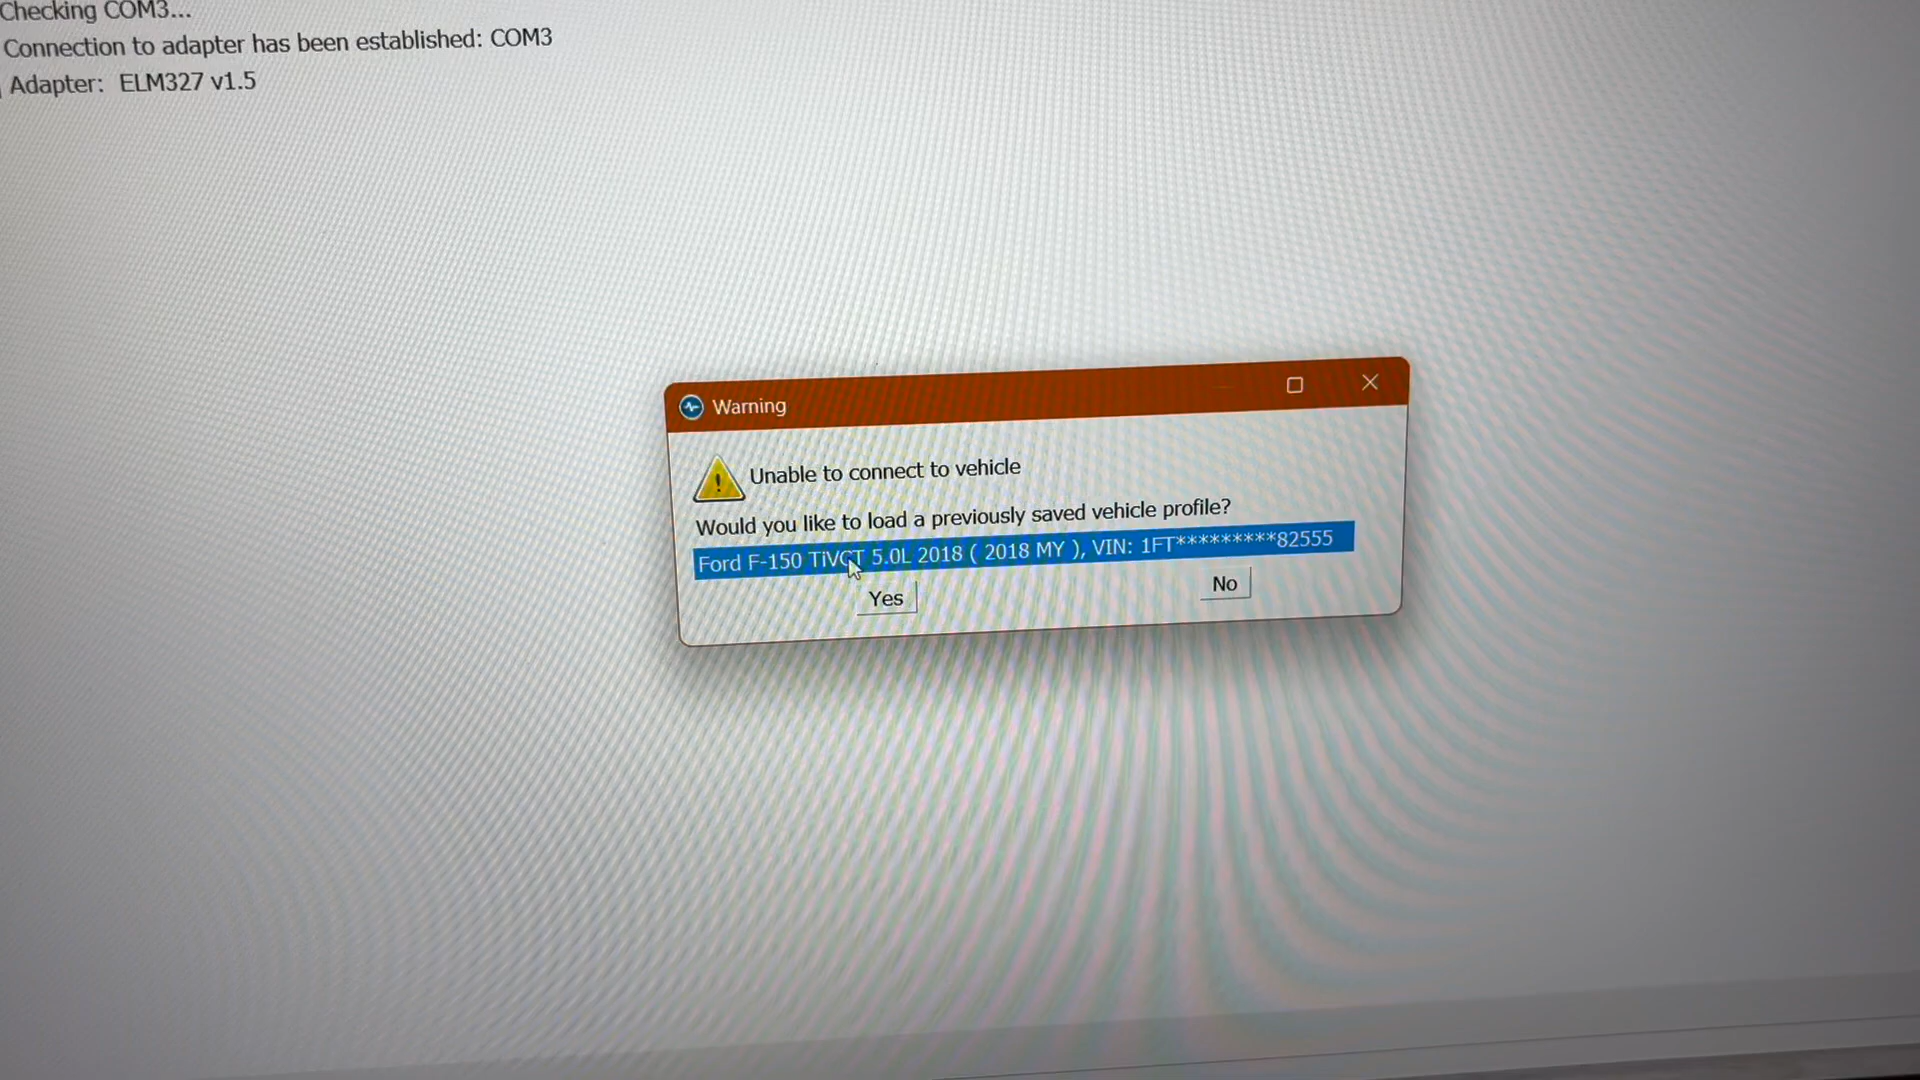 Checking COM3...
Connection to adapter has been established: COM3
Adapter: ELM327 v1.5
Warning
Unable to connect to vehicle
Would you like to load a previously saved vehicle profile?
Ford F-150 TiVCT 5.0L 2018 ( 2018 MY ), VIN: 1FT*********82555
Yes
No